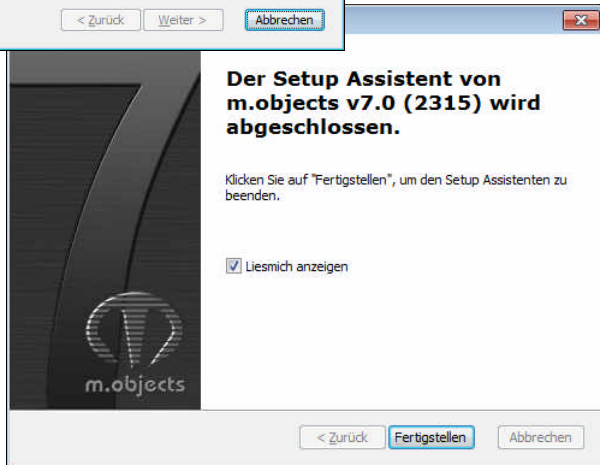 < Zurück Weiter > Abbrechen
Der Setup Assistent von
m.objects v7.0 (2315) wird
abgeschlossen.
Klicken Sie auf "Fertigstellen", um den Setup Assistenten zu
beenden.
Liesmich anzeigen
7
m.objects
< Zurück Fertigstellen Abbrechen